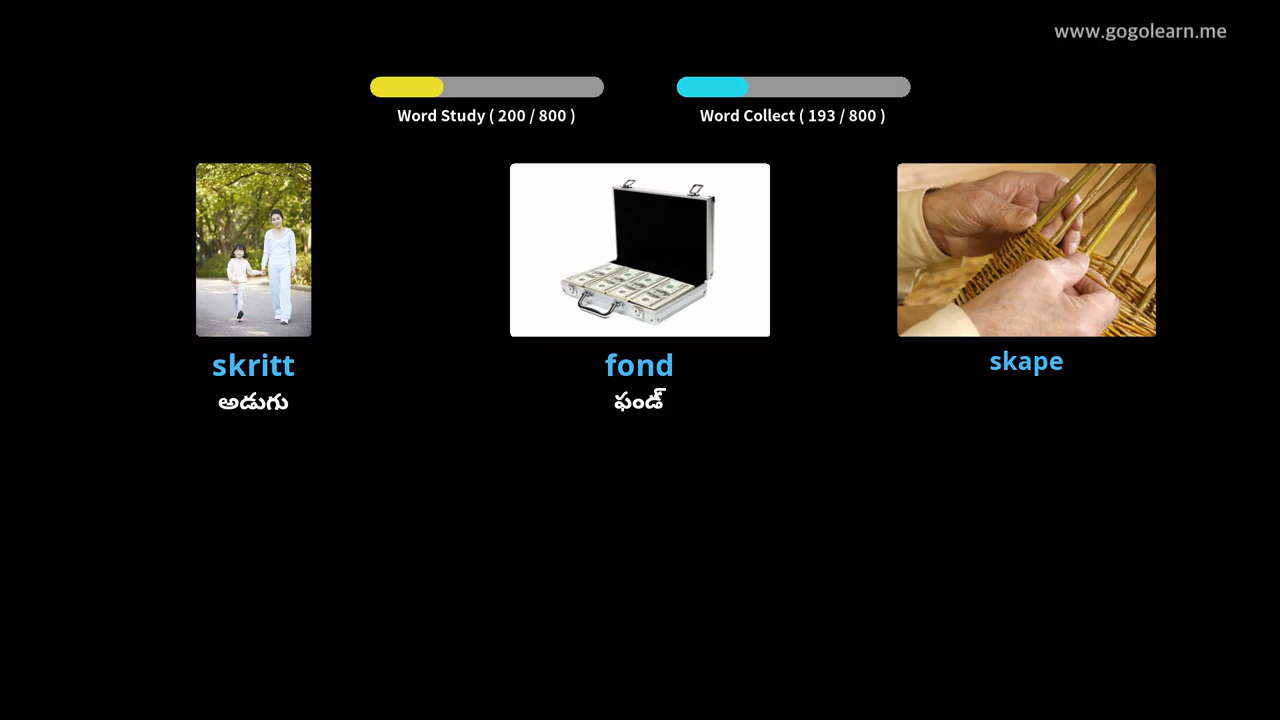 www.gogolearn.me
Word Study ( 200 / 800 )
Word Collect ( 193 / 800 )
skritt
అడుగు
fond
ఫండ్
skape